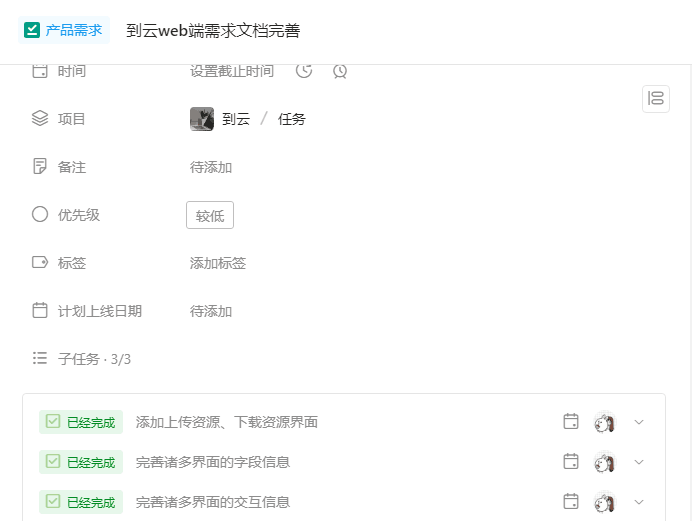 产品需求 到云web端需求文档完善
时间 设置截止时间
项目 到云 / 任务
备注 待添加
优先级 较低
标签 添加标签
计划上线日期 待添加
子任务 · 3/3
已经完成 添加上传资源、下载资源界面
已经完成 完善诸多界面的字段信息
已经完成 完善诸多界面的交互信息